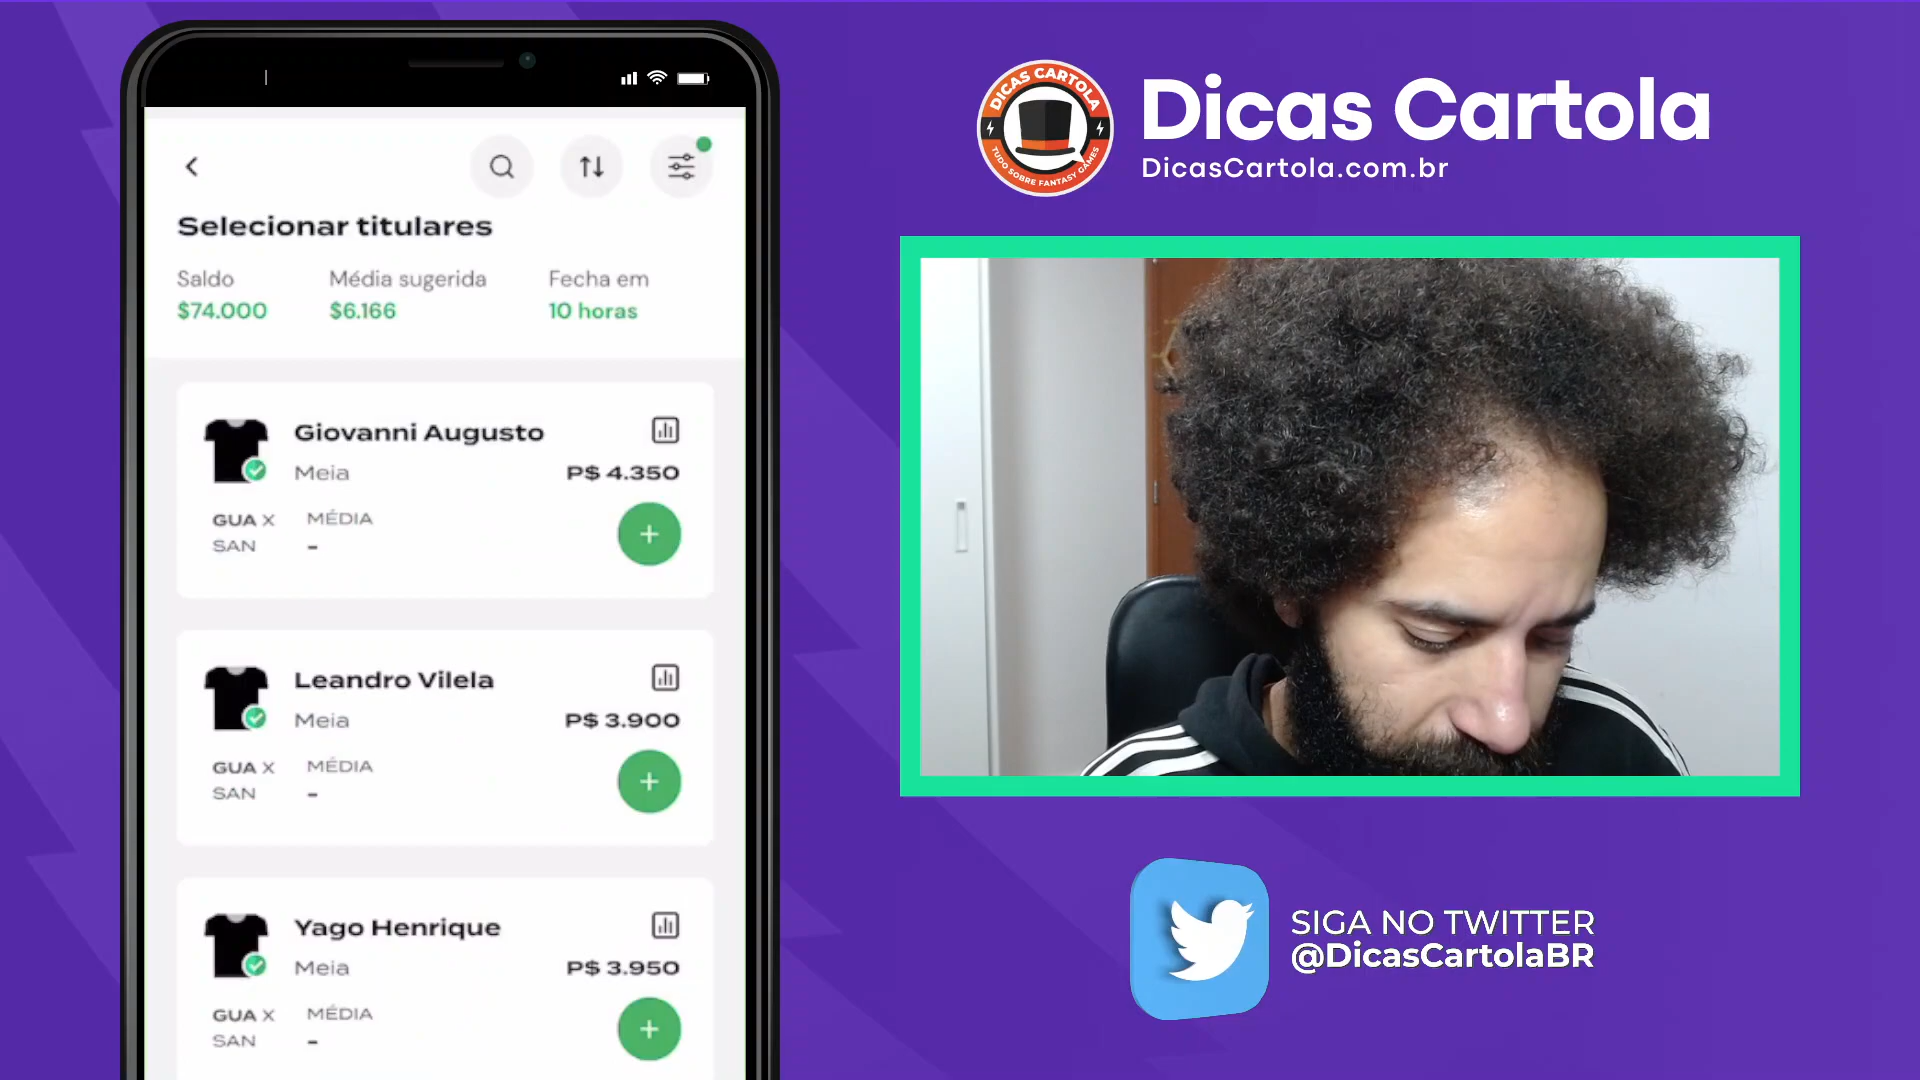 Selecionar titulares
Saldo
Média sugerida
Fecha em
$74.000
$6.166
10 horas
Giovanni Augusto
Meia
P$ 4.350
GUA X
SAN
MÉDIA
-
Leandro Vilela
Meia
P$ 3.900
GUA X
SAN
MÉDIA
-
Yago Henrique
Meia
P$ 3.950
GUA X
SAN
MÉDIA
-
DICAS CARTOLA
TUDO SOBRE FANTASY GAMES
Dicas Cartola
DicasCartola.com.br
SIGA NO TWITTER
@DicasCartolaBR